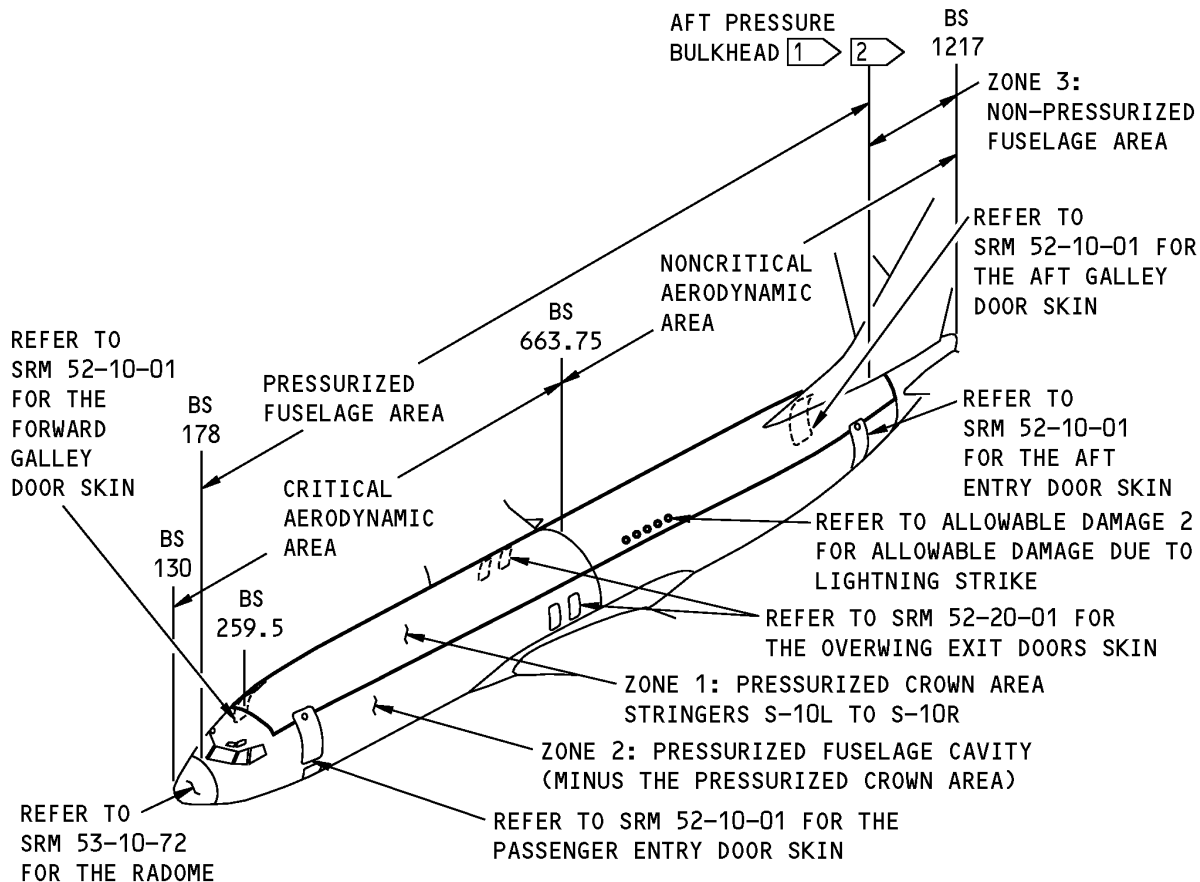 AFT PRESSURE
BULKHEAD 1 2
BS
1217
ZONE 3:
NON-PRESSURIZED
FUSELAGE AREA
REFER TO
SRM 52-10-01 FOR
THE AFT GALLEY
DOOR SKIN
NONCRITICAL
AERODYNAMIC
AREA
BS
663.75
REFER TO
SRM 52-10-01
FOR THE
FORWARD
GALLEY
DOOR SKIN
PRESSURIZED
FUSELAGE AREA
BS
178
REFER TO
SRM 52-10-01
FOR THE AFT
ENTRY DOOR SKIN
CRITICAL
AERODYNAMIC
AREA
REFER TO ALLOWABLE DAMAGE 2
FOR ALLOWABLE DAMAGE DUE TO
LIGHTNING STRIKE
BS
130
BS
259.5
REFER TO SRM 52-20-01 FOR
THE OVERWING EXIT DOORS SKIN
ZONE 1: PRESSURIZED CROWN AREA
STRINGERS S-10L TO S-10R
ZONE 2: PRESSURIZED FUSELAGE CAVITY
(MINUS THE PRESSURIZED CROWN AREA)
REFER TO
SRM 53-10-72
FOR THE RADOME
REFER TO SRM 52-10-01 FOR THE
PASSENGER ENTRY DOOR SKIN